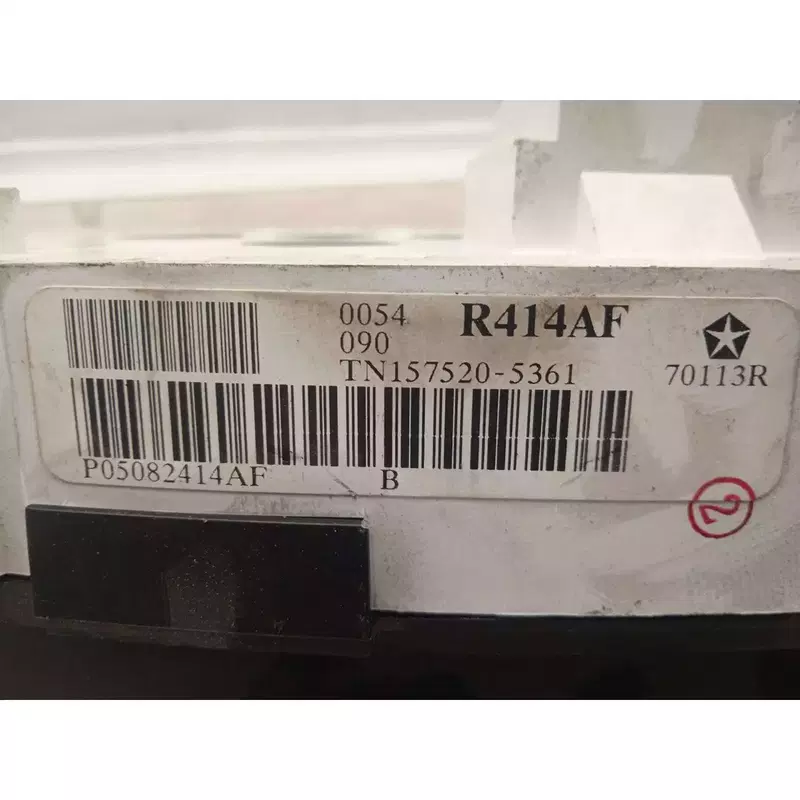 0054 R414AF
090
TN157520-5361 70113R
P05082414AF B
2